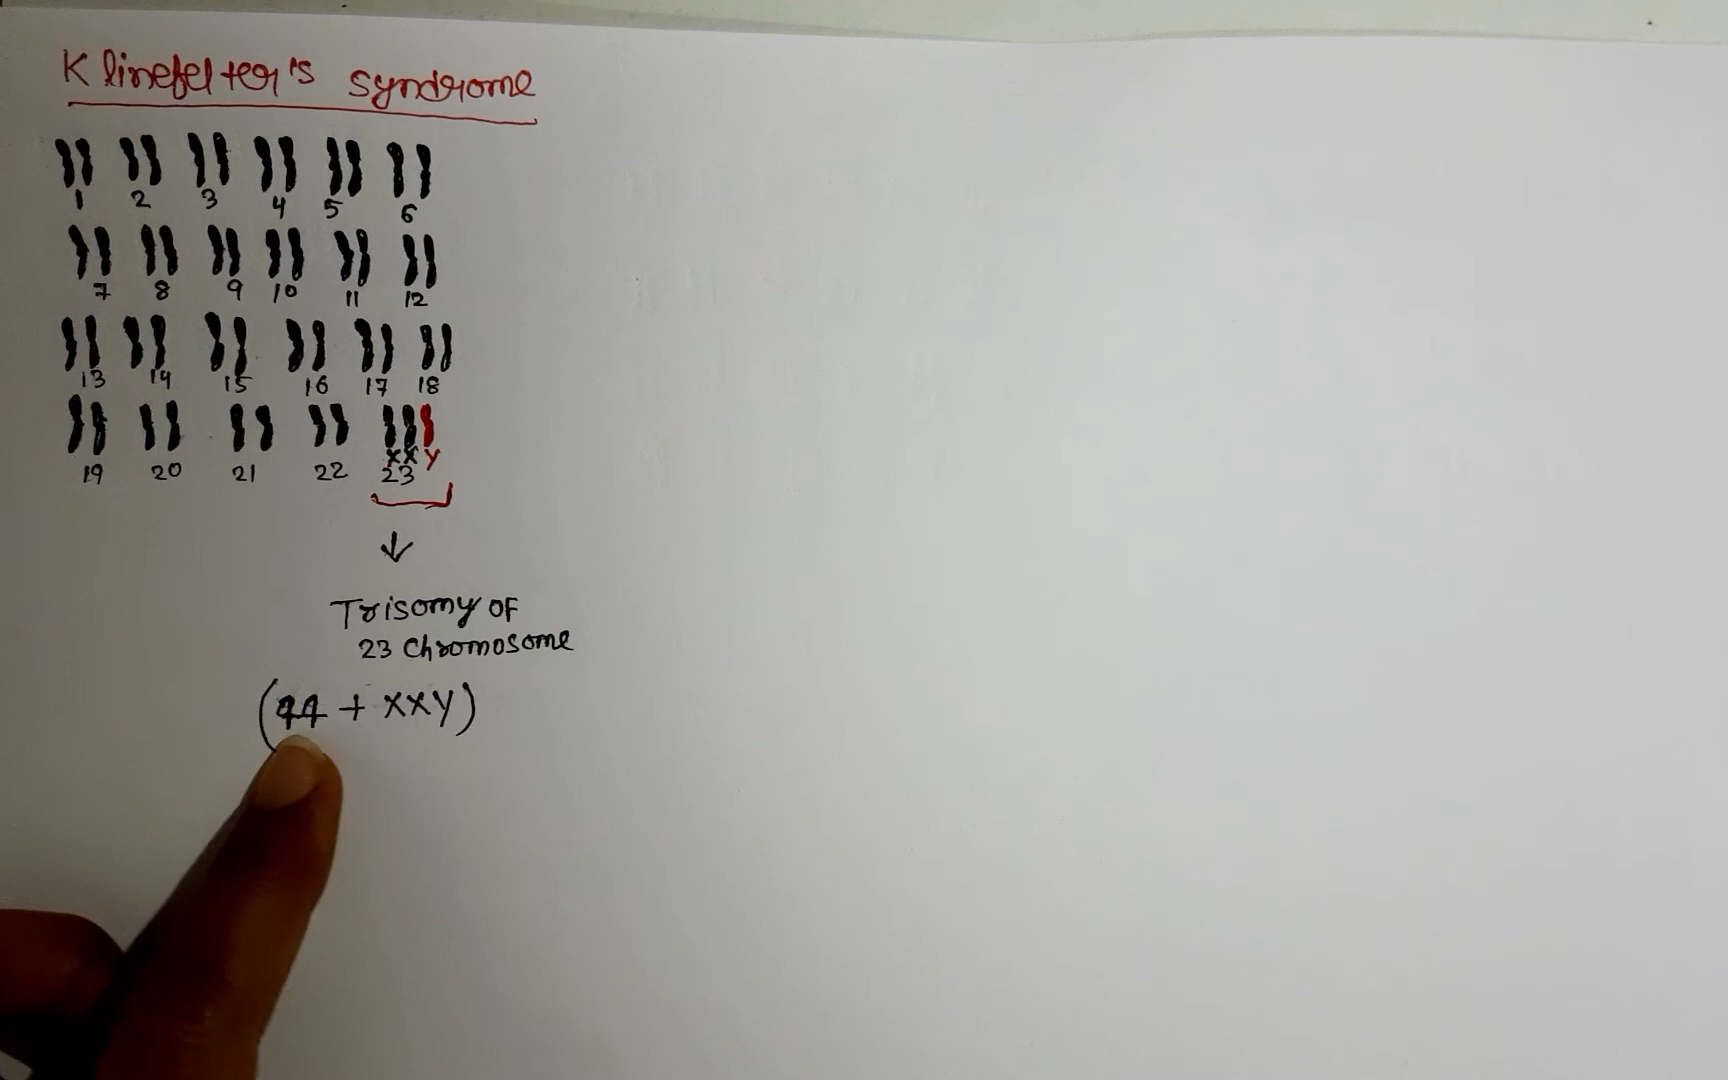 Klinefelter's syndrome
1 2 3 4 5 6
7 8 9 10 11 12
13 14 15 16 17 18
XX Y
19 20 21 22 23
Trisomy OF
23 Chromosome
(44 + XXY)